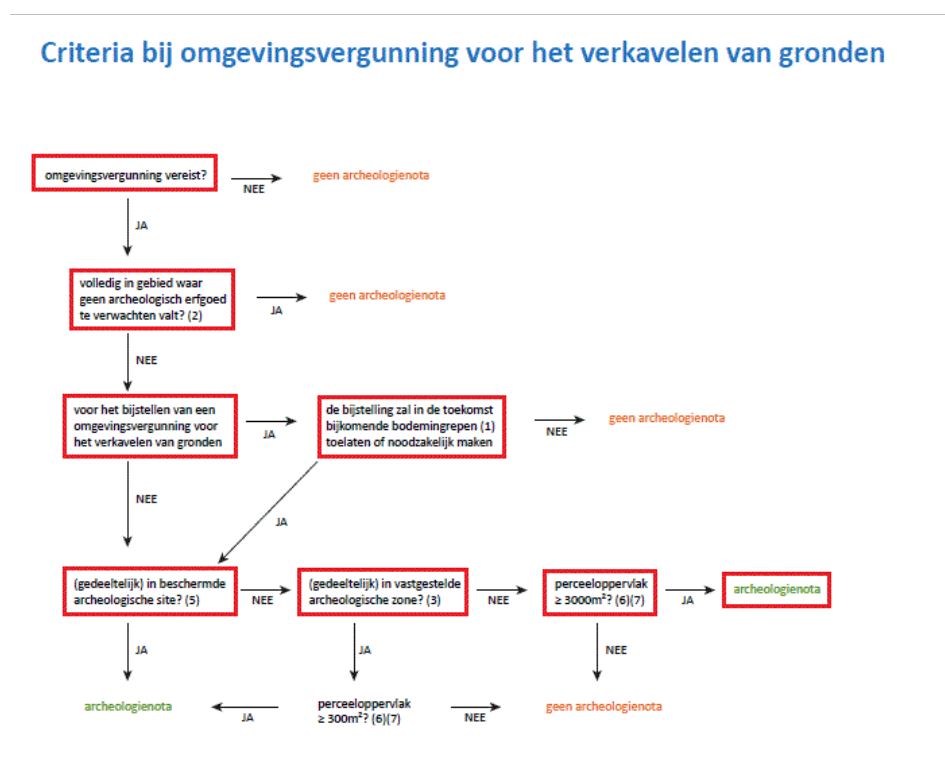 Criteria bij omgevingsvergunning voor het verkavelen van gronden
omgevingsvergunning vereist?
NEE
geen archeologienota
JA
volledig in gebied waar
geen archeologisch erfgoed
te verwachten valt? (2)
JA
geen archeologienota
NEE
voor het bijstellen van een
omgevingsvergunning voor
het verkavelen van gronden
JA
de bijstelling zal in de toekomst
bijkomende bodemingrepen (1)
toelaten of noodzakelijk maken
NEE
geen archeologienota
NEE
JA
(gedeeltelijk) in beschermde
archeologische site? (5)
NEE
(gedeeltelijk) in vastgestelde
archeologische zone? (3)
NEE
perceeloppervlak
≥ 3000m²? (6)(7)
JA
archeologienota
JA
JA
NEE
archeologienota
JA
perceeloppervlak
≥ 300m²? (6)(7)
NEE
geen archeologienota